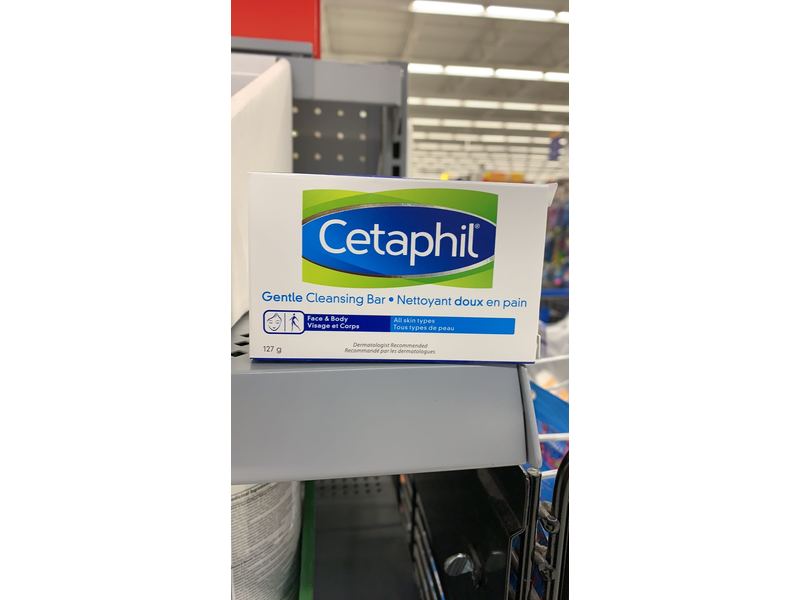 Cetaphil®
Gentle Cleansing Bar • Nettoyant doux en pain
Face & Body
Visage et Corps
All skin types
Tous types de peau
127 g
Dermatologist Recommended
Recommandé par les dermatologues